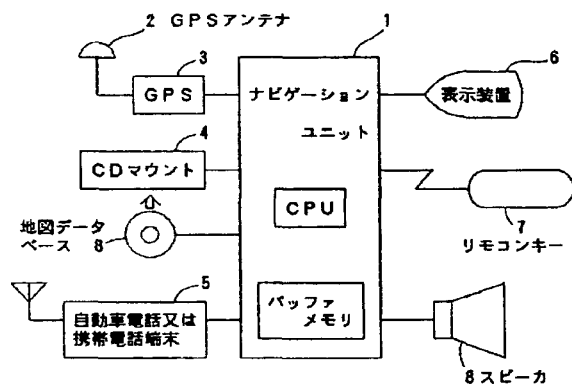 2 GPSアンテナ
1
3
GPS
ナビゲーション
ユニット
6
表示装置
4
CDマウント
CPU
地図データ
ベース 8
7
リモコンキー
5
自動車電話又は
携帯電話端末
バッファ
メモリ
8 スピーカ